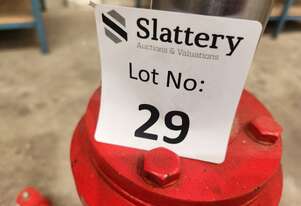 Slattery
Auctions & Valuations
Lot No:
29